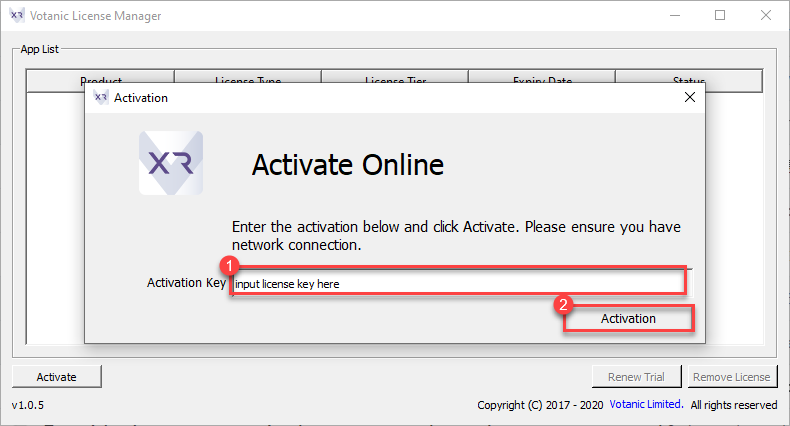 Votanic License Manager
App List
Product License Type License Tier Expiry Date Status
XR Activation
XR
Activate Online
Enter the activation below and click Activate. Please ensure you have
network connection.
1
Activation Key input license key here
2
Activation
Activate Renew Trial Remove License
v1.0.5 Copyright (C) 2017 - 2020 Votanic Limited. All rights reserved